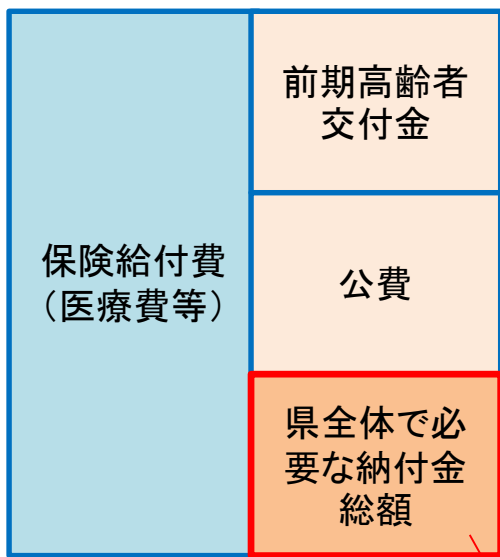 保険給付費
（医療費等）
前期高齢者
交付金
公費
県全体で必
要な納付金
総額